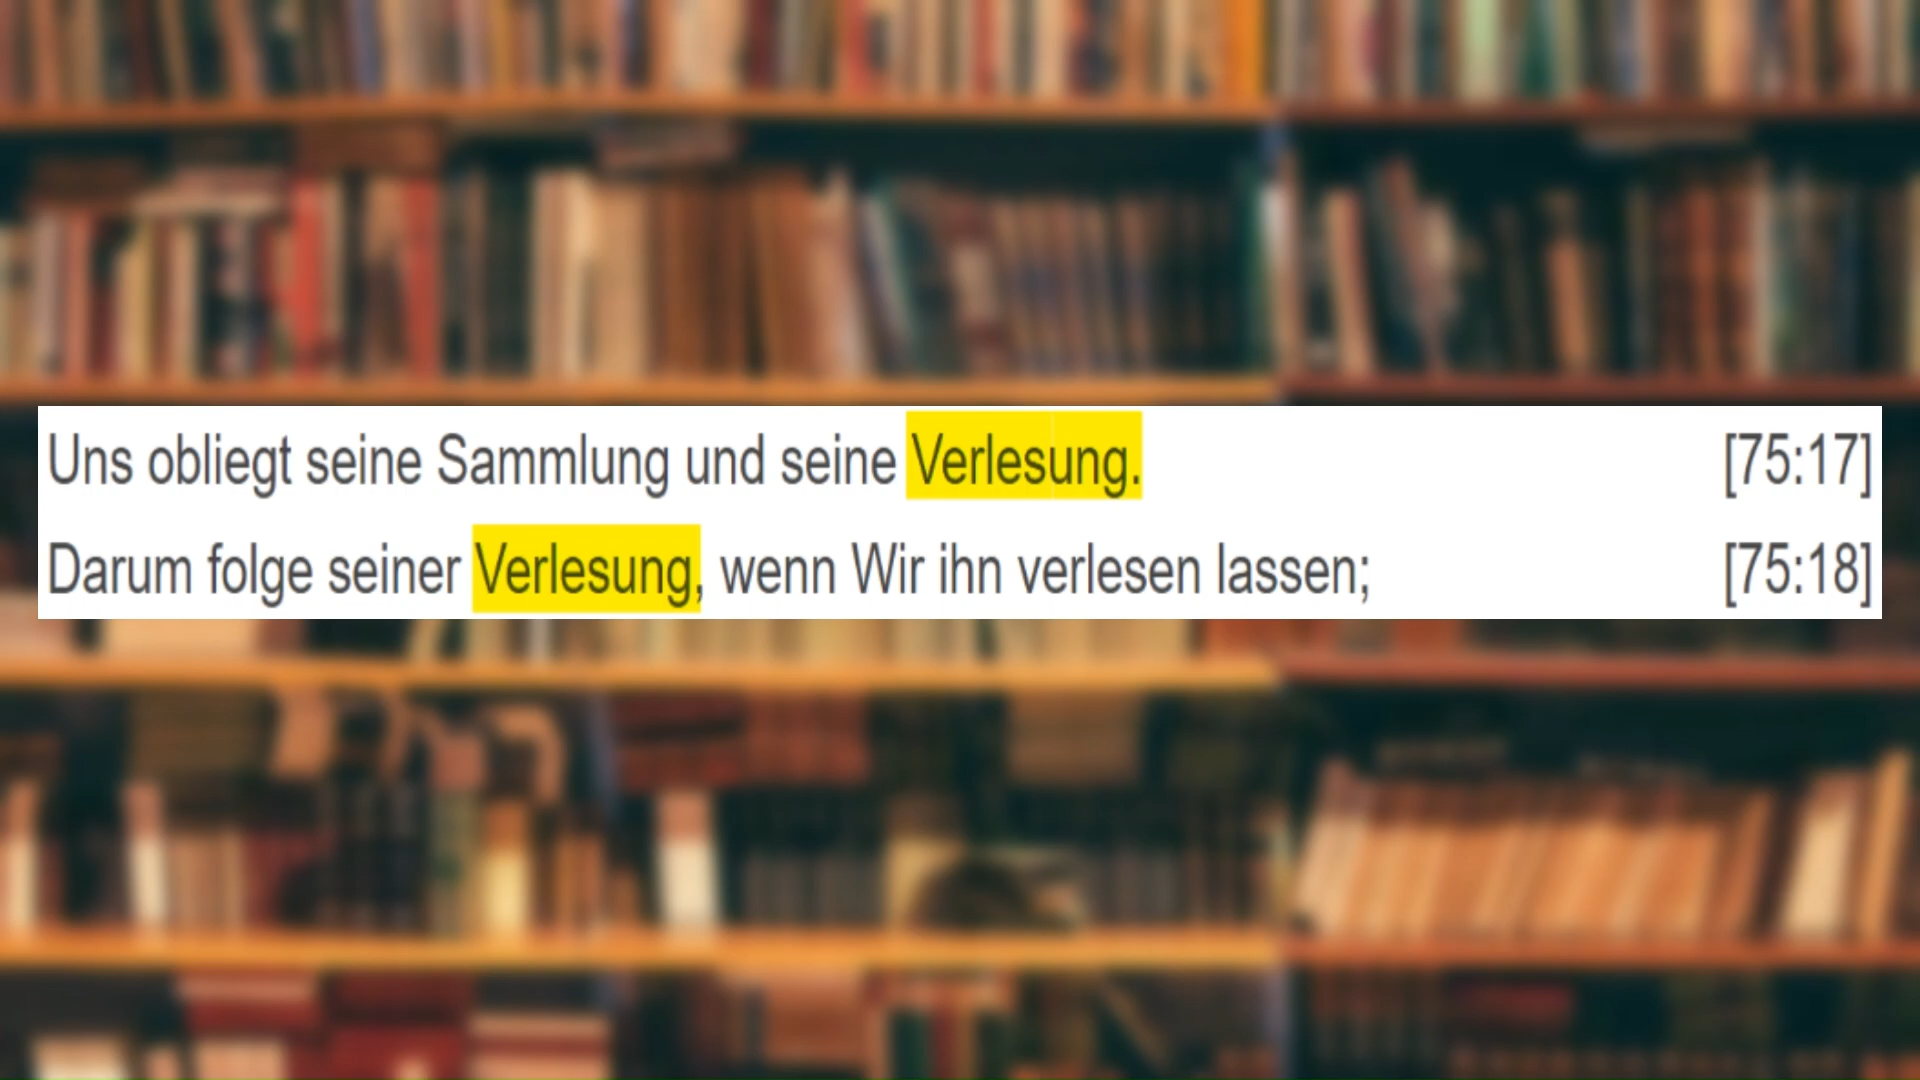 Uns obliegt seine Sammlung und seine Verlesung. [75:17]
Darum folge seiner Verlesung, wenn Wir ihn verlesen lassen; [75:18]